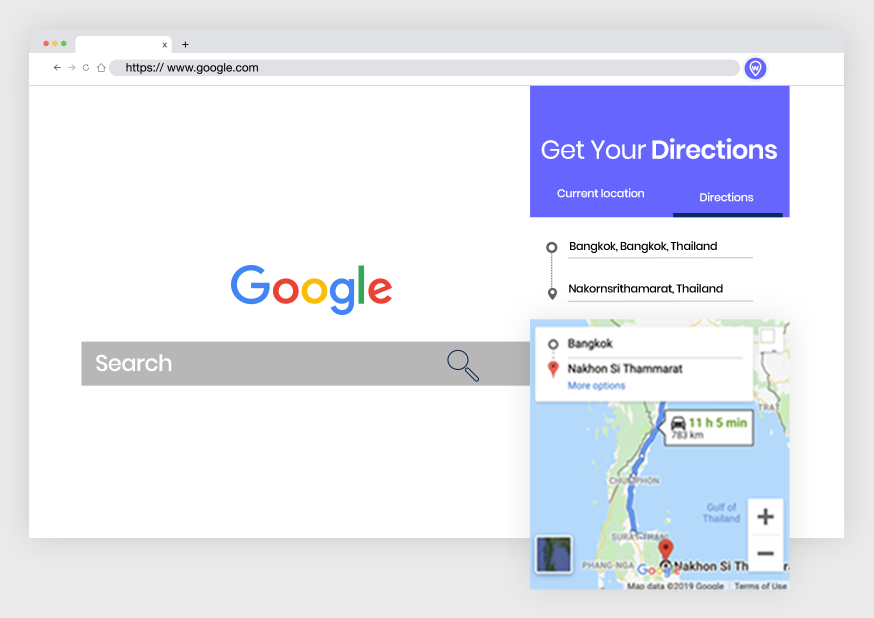 x +
https:// www.google.com
Get Your Directions
Current location
Directions
Bangkok, Bangkok, Thailand
Nakornsrithamarat, Thailand
Google
Search
Bangkok
Nakhon Si Thammarat
More options
TRAT
11 h 5 min
783 km
CHUMPHON
Gulf of
Thailand
+
SURAT THANI
−
PHANG-NGA
Google
Nakhon Si Th
Map data ©2019 Google
Terms of Use